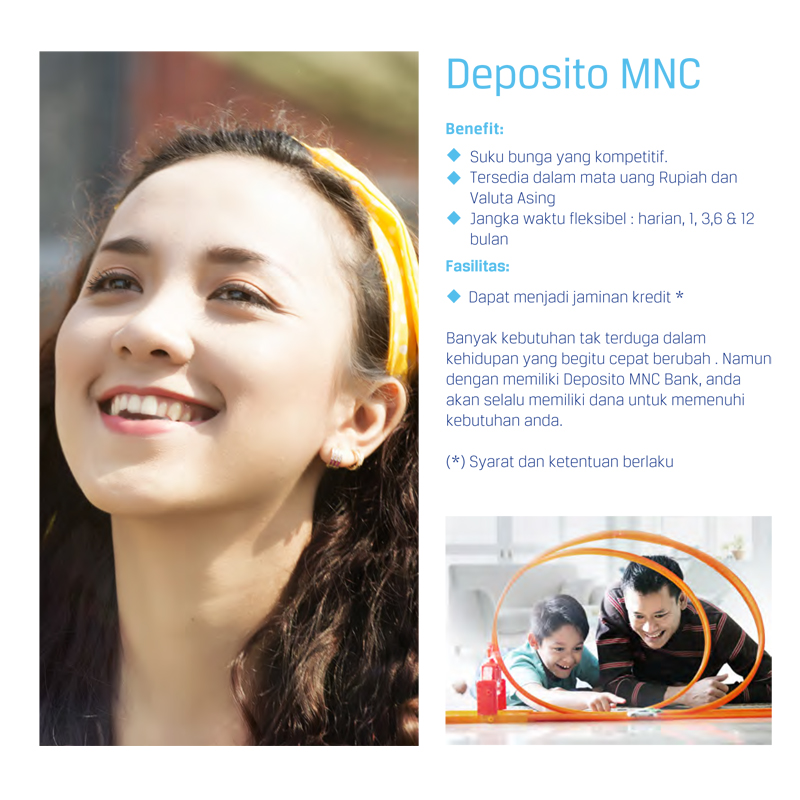 Deposito MNC
Benefit:
Suku bunga yang kompetitif.
Tersedia dalam mata uang Rupiah dan
Valuta Asing
Jangka waktu fleksibel : harian, 1, 3,6 & 12
bulan
Fasilitas:
Dapat menjadi jaminan kredit *
Banyak kebutuhan tak terduga dalam
kehidupan yang begitu cepat berubah . Namun
dengan memiliki Deposito MNC Bank, anda
akan selalu memiliki dana untuk memenuhi
kebutuhan anda.
(*) Syarat dan ketentuan berlaku